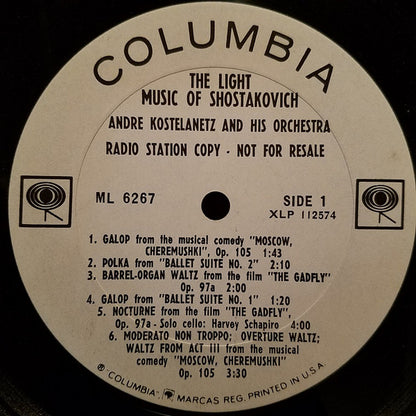 COLUMBIA
THE LIGHT
MUSIC OF SHOSTAKOVICH
ANDRE KOSTELANETZ AND HIS ORCHESTRA
RADIO STATION COPY - NOT FOR RESALE
ML 6267
SIDE 1
XLP 112574
1. GALOP from the musical comedy "MOSCOW,
CHEREMUSHKI", Op. 105 1:43
2. POLKA from "BALLET SUITE NO. 2" 2:10
3. BARREL-ORGAN WALTZ from the film "THE GADFLY"
Op. 97a 2:00
4. GALOP from "BALLET SUITE NO. 1" 1:20
5. NOCTURNE from the film "THE GADFLY",
Op. 97a - Solo cello: Harvey Schapiro 4:00
6. MODERATO NON TROPPO; OVERTURE WALTZ;
WALTZ FROM ACT III from the musical
comedy "MOSCOW, CHEREMUSHKI"
Op. 105 3:30
® COLUMBIA MARCAS REG. PRINTED IN U.S.A.